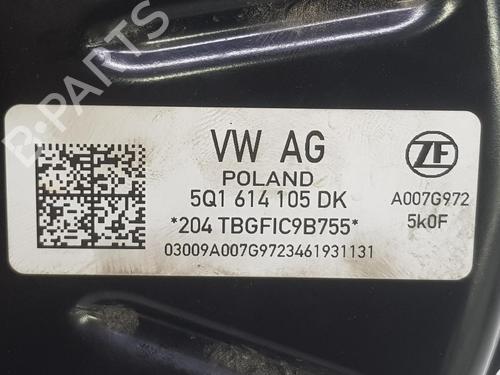 B-PARTS
VW AG
POLAND
5Q1 614 105 DK
*204 TBGFIC9B755*
03009A007G9723461931131
ZF
A007G972
5k0F